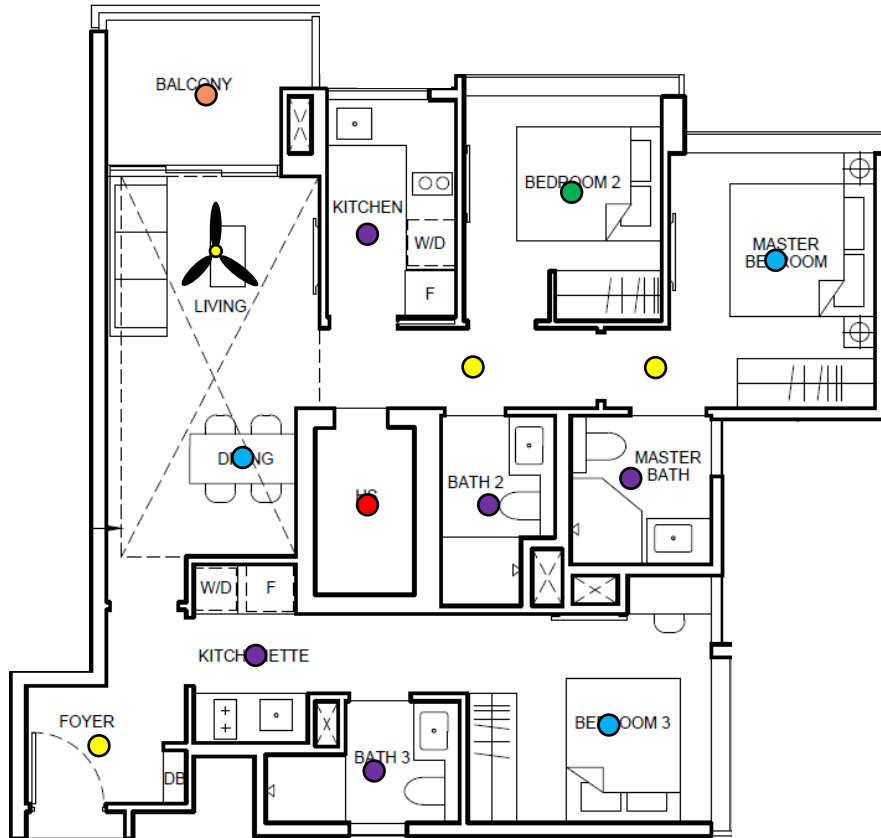 BALCONY
BEDROOM 2
KITCHEN
W/D
MASTER
BEDROOM
F
LIVING
DINING
MASTER
BATH
BATH 2
HS
W/D
F
KITCHENETTE
FOYER
BEDROOM 3
BATH 3
DB